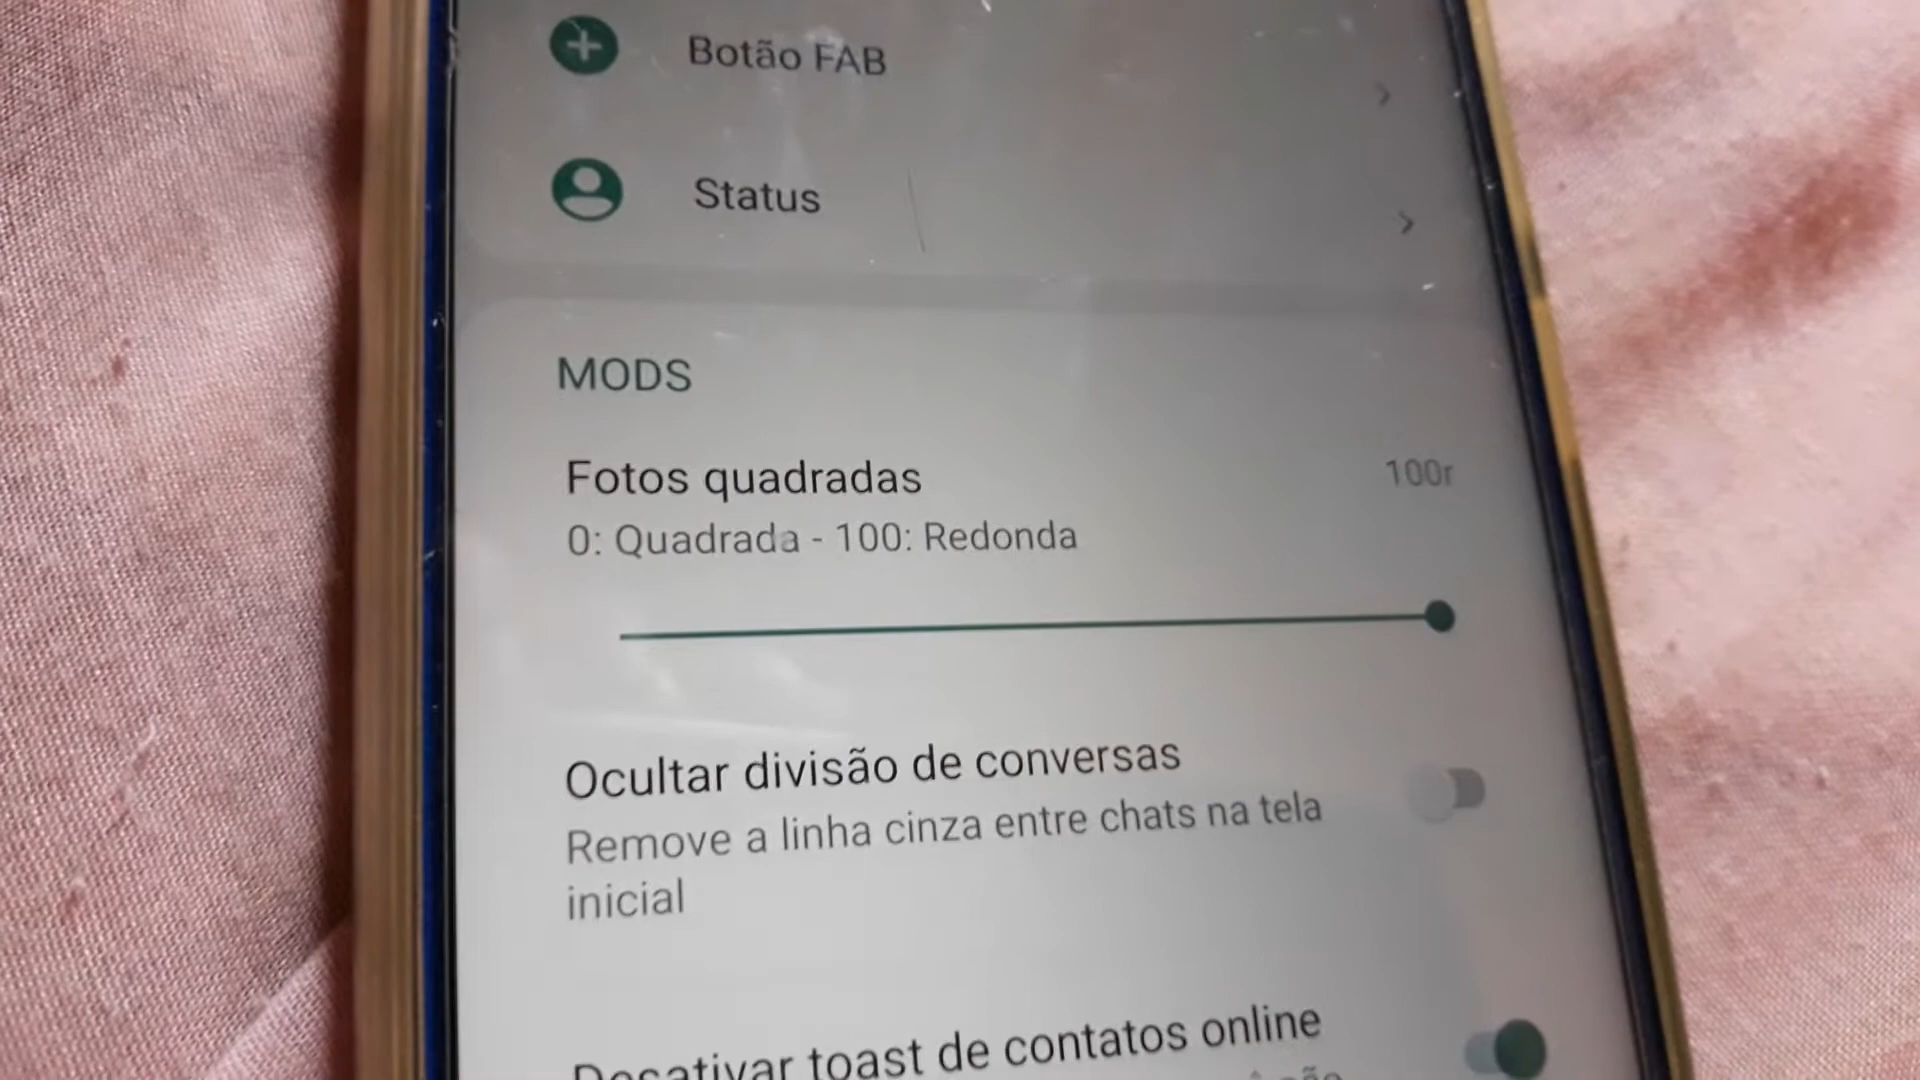 Botão FAB
Status
MODS
Fotos quadradas
100r
0: Quadrada - 100: Redonda
Ocultar divisão de conversas
Remove a linha cinza entre chats na tela
inicial
Desativar toast de contatos online